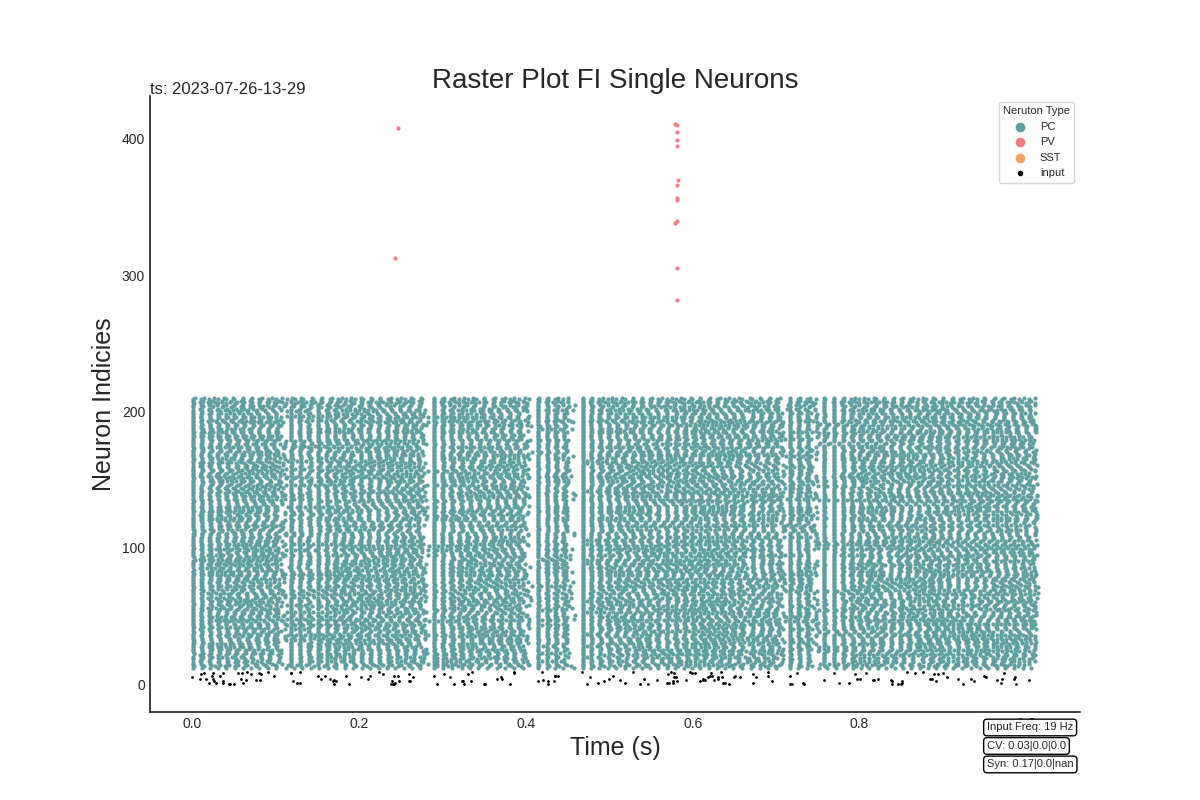 Raster Plot FI Single Neurons
ts: 2023-07-26-13-29
Neruton Type
PC
PV
SST
input
400
300
200
100
0
Neuron Indicies
0.0
0.2
0.4
0.6
0.8
Time (s)
Input Freq: 19 Hz
CV: 0.03|0.0|0.0
Syn: 0.17|0.0|nan